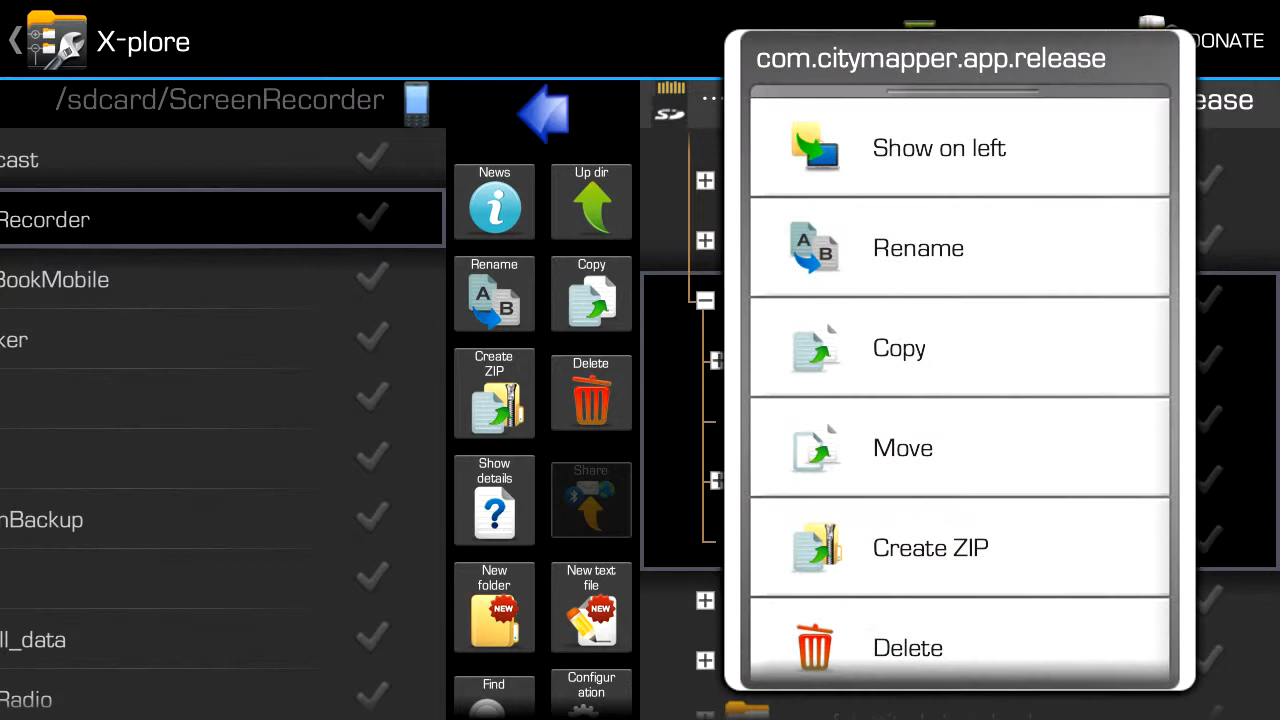 X-plore
DONATE
/sdcard/ScreenRecorder
cast
Recorder
BookMobile
ker
nBackup
ll_data
Radio
News
Up dir
Rename
Copy
Create
ZIP
Delete
Show
details
Share
New
folder
NEW
New text
file
NEW
Find
Configur
ation
...
ease
com.citymapper.app.release
Show on left
Rename
Copy
Move
Create ZIP
Delete